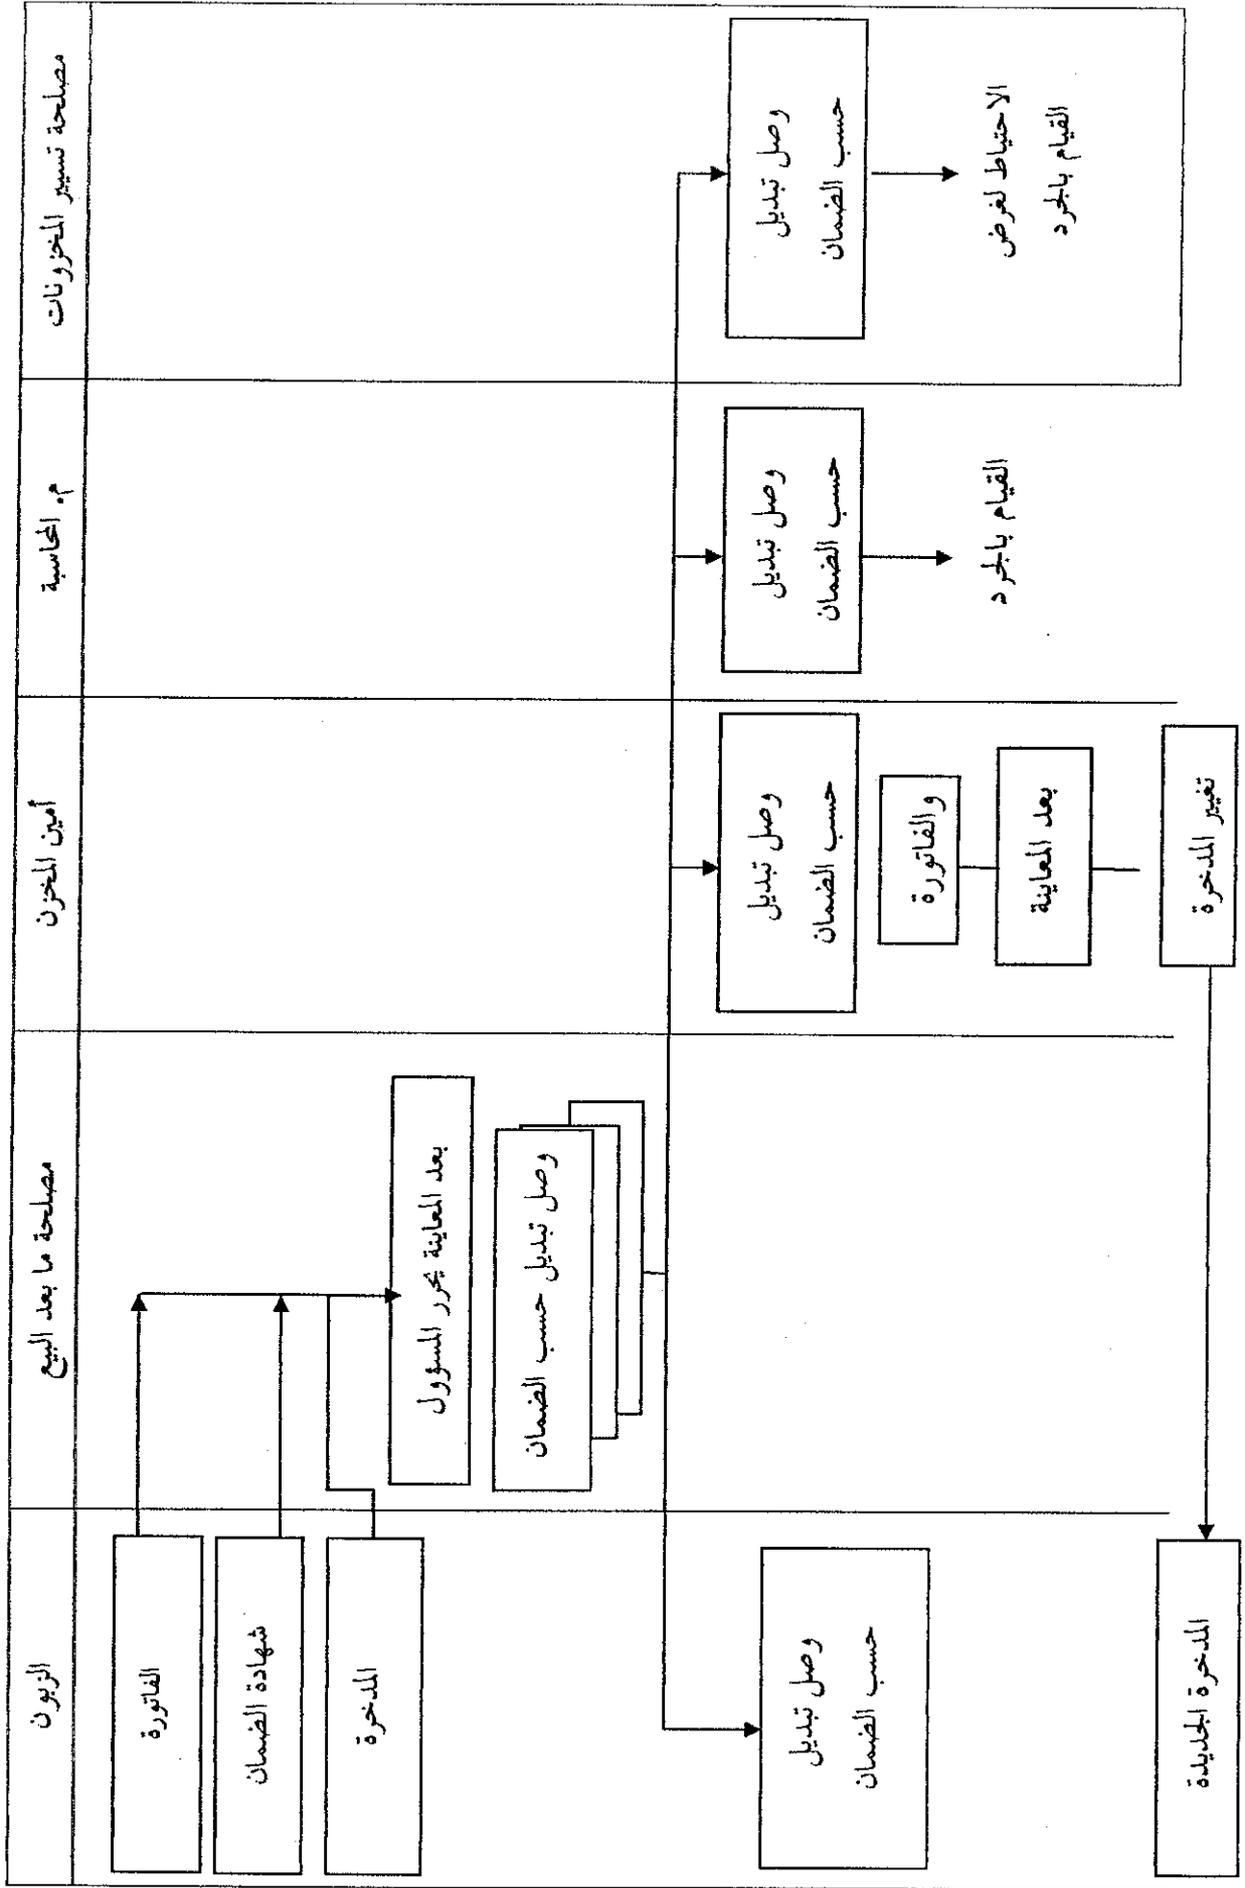 الزبون
مصلحة ما بعد البيع
أمين المخزن
م. المحاسبة
مصلحة تسيير المخزونات
الفاتورة
شهادة الضمان
المدخرة
بعد المعاينة يحرر المسؤول
وصل تبديل حسب الضمان
وصل تبديل
حسب الضمان
وصل تبديل
حسب الضمان
وصل تبديل
حسب الضمان
وصل تبديل
حسب الضمان
والفاتورة
بعد المعاينة
القيام بالجرد
الاحتياط لغرض
القيام بالجرد
تغيير المدخرة
المدخرة الجديدة